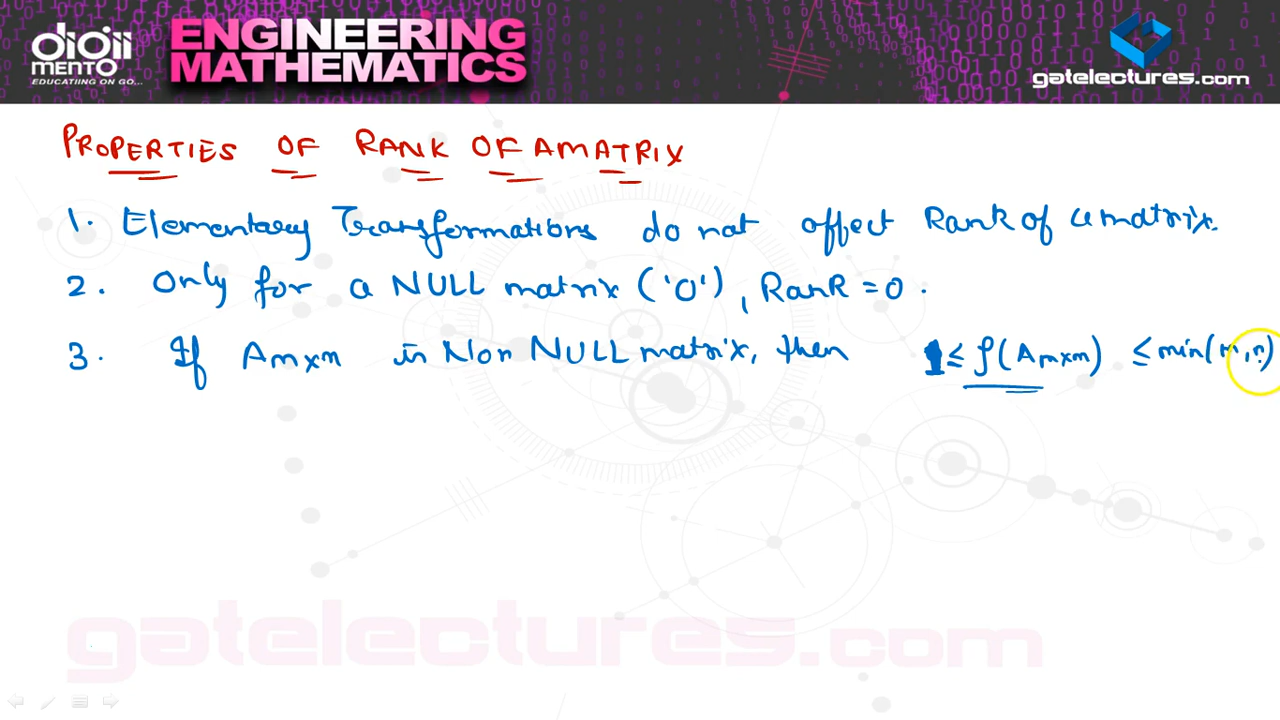 digii MENTO EDUCATIING ON GO...
ENGINEERING MATHEMATICS
gatelectures.com
PROPERTIES OF RANK OF A MATRIX
1. Elementary Transformations do not affect Rank of a matrix.
2. Only for a NULL matrix ('0'), Rank = 0.
3. If Am×n is Non NULL matrix, then 1 ≤ ρ(Am×n) ≤ min(m,n)
gatelectures.com